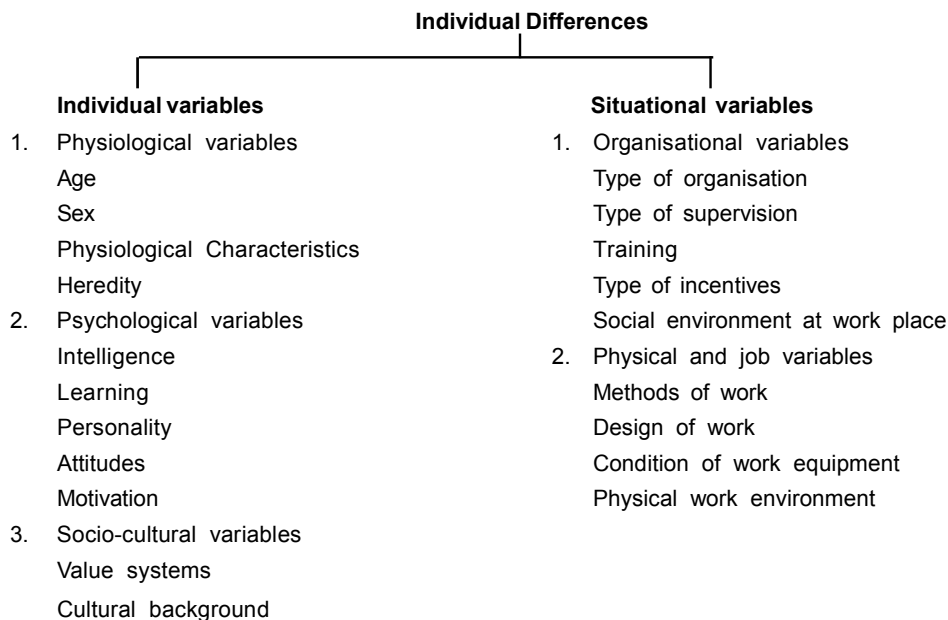 Individual Differences
Individual variables
1. Physiological variables
Age
Sex
Physiological Characteristics
Heredity
2. Psychological variables
Intelligence
Learning
Personality
Attitudes
Motivation
3. Socio-cultural variables
Value systems
Cultural background
Situational variables
1. Organisational variables
Type of organisation
Type of supervision
Training
Type of incentives
Social environment at work place
2. Physical and job variables
Methods of work
Design of work
Condition of work equipment
Physical work environment